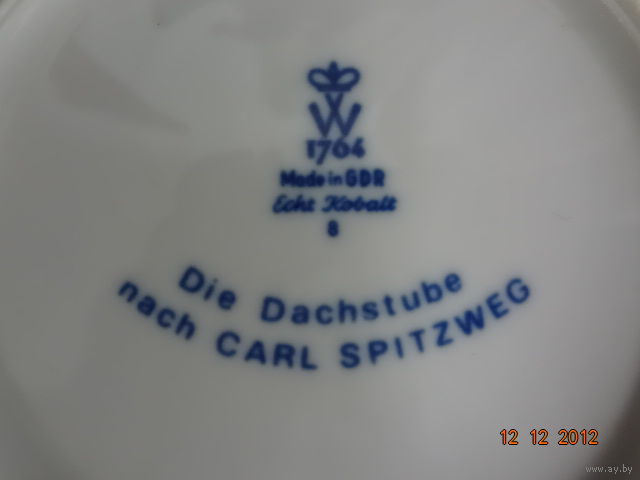 W
1764
Made in GDR
Echt Kobalt
8
Die Dachstube
nach CARL SPITZWEG
12 12 2012
www.ay.by